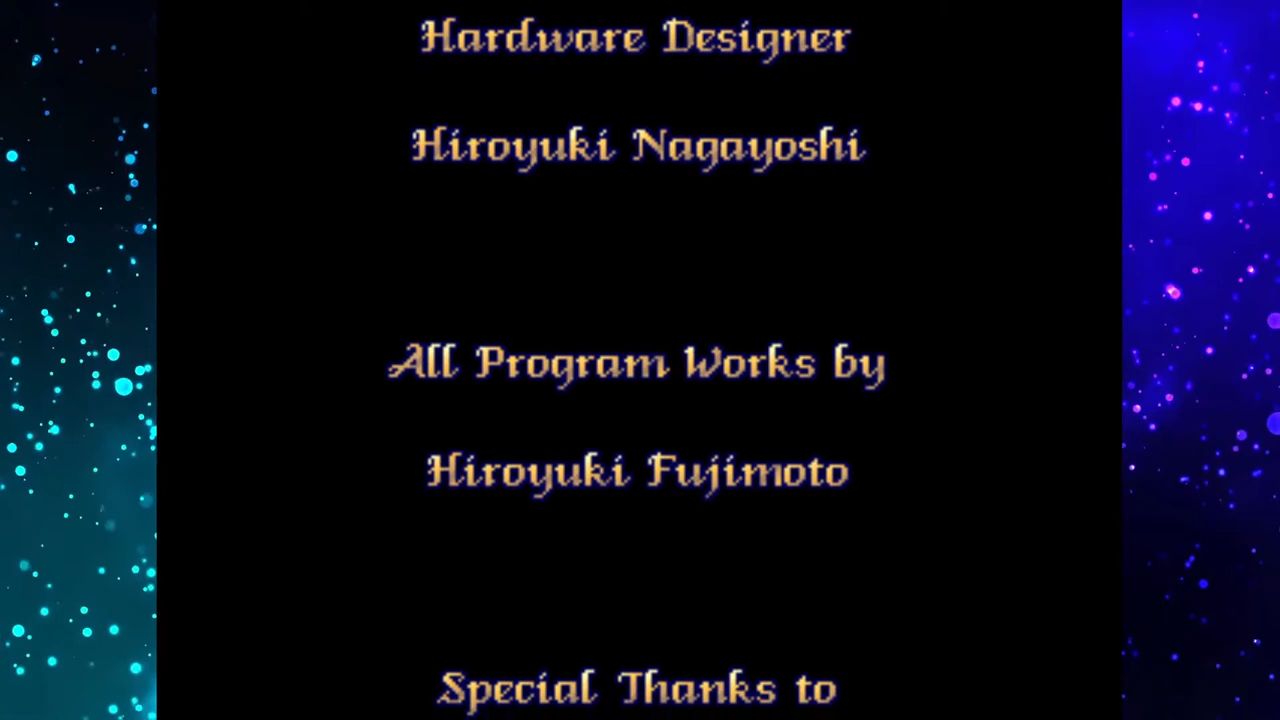 Hardware Designer
Hiroyuki Nagayoshi
All Program Works by
Hiroyuki Fujimoto
Special Thanks to